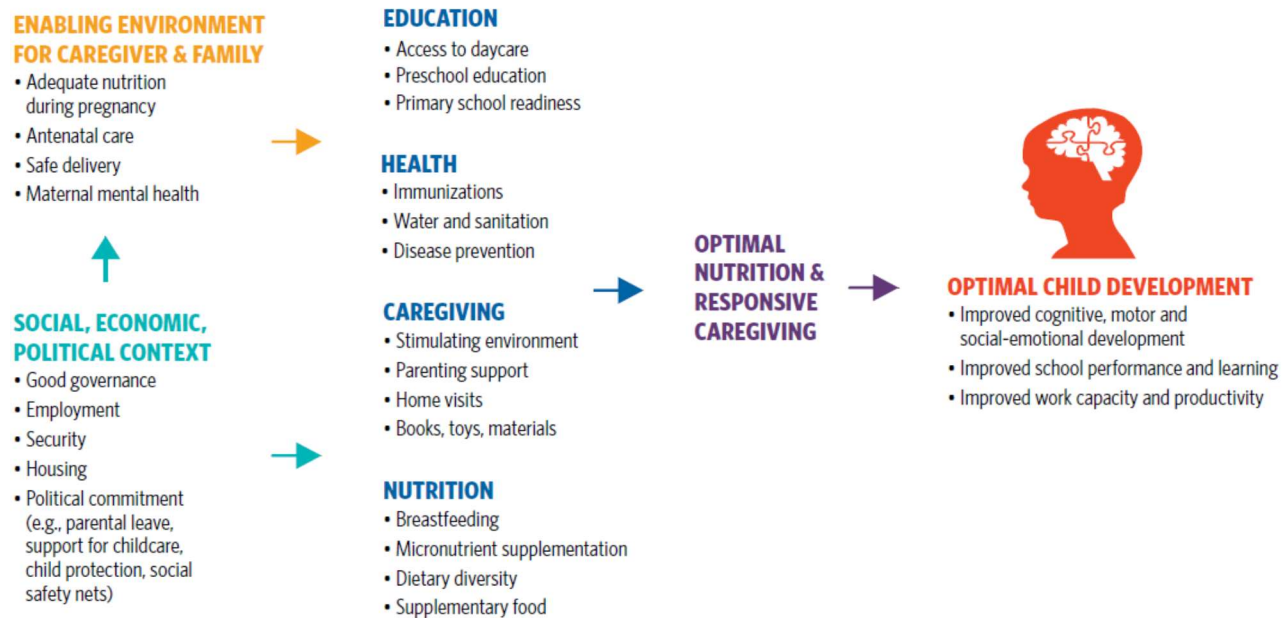 ENABLING ENVIRONMENT
FOR CAREGIVER & FAMILY
• Adequate nutrition
during pregnancy
• Antenatal care
• Safe delivery
• Maternal mental health
SOCIAL, ECONOMIC,
POLITICAL CONTEXT
• Good governance
• Employment
• Security
• Housing
• Political commitment
(e.g., parental leave,
support for childcare,
child protection, social
safety nets)
EDUCATION
• Access to daycare
• Preschool education
• Primary school readiness
HEALTH
• Immunizations
• Water and sanitation
• Disease prevention
CAREGIVING
• Stimulating environment
• Parenting support
• Home visits
• Books, toys, materials
NUTRITION
• Breastfeeding
• Micronutrient supplementation
• Dietary diversity
• Supplementary food
OPTIMAL
NUTRITION &
RESPONSIVE
CAREGIVING
OPTIMAL CHILD DEVELOPMENT
• Improved cognitive, motor and
social-emotional development
• Improved school performance and learning
• Improved work capacity and productivity